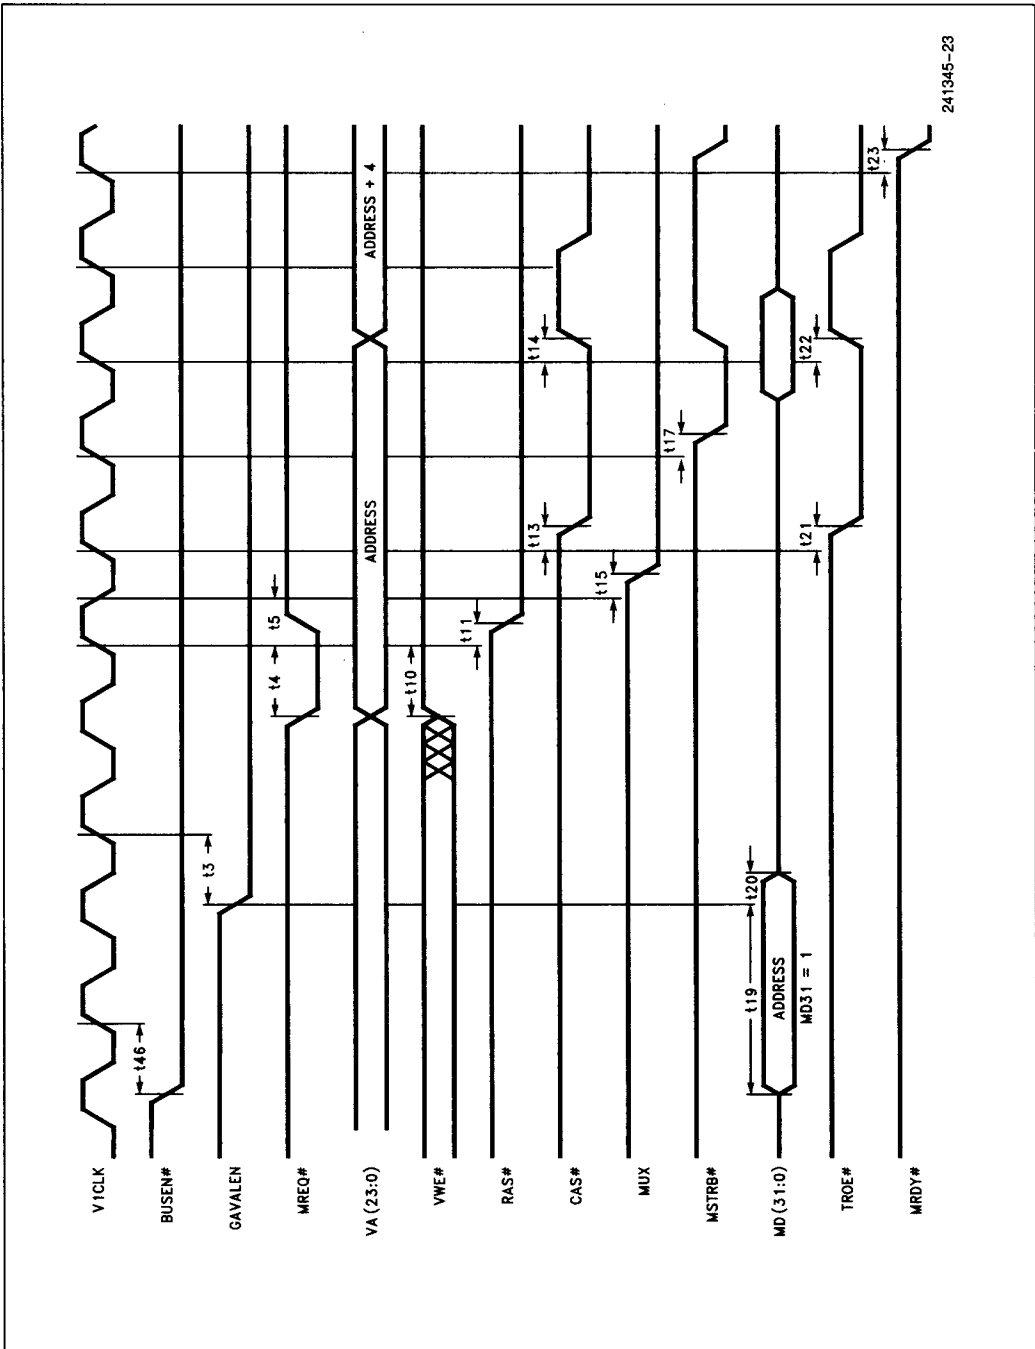 V1CLK
BUSEN#
t46
GAVALEN
t3
MREQ#
t4
t5
VA(23:0)
ADDRESS
ADDRESS + 4
VWE#
t10
RAS#
t11
CAS#
t13
t14
MUX
t15
MSTRB#
t17
MD(31:0)
t19
t20
ADDRESS
MD31 = 1
TROE#
t21
t22
MRDY#
t23
241345-23